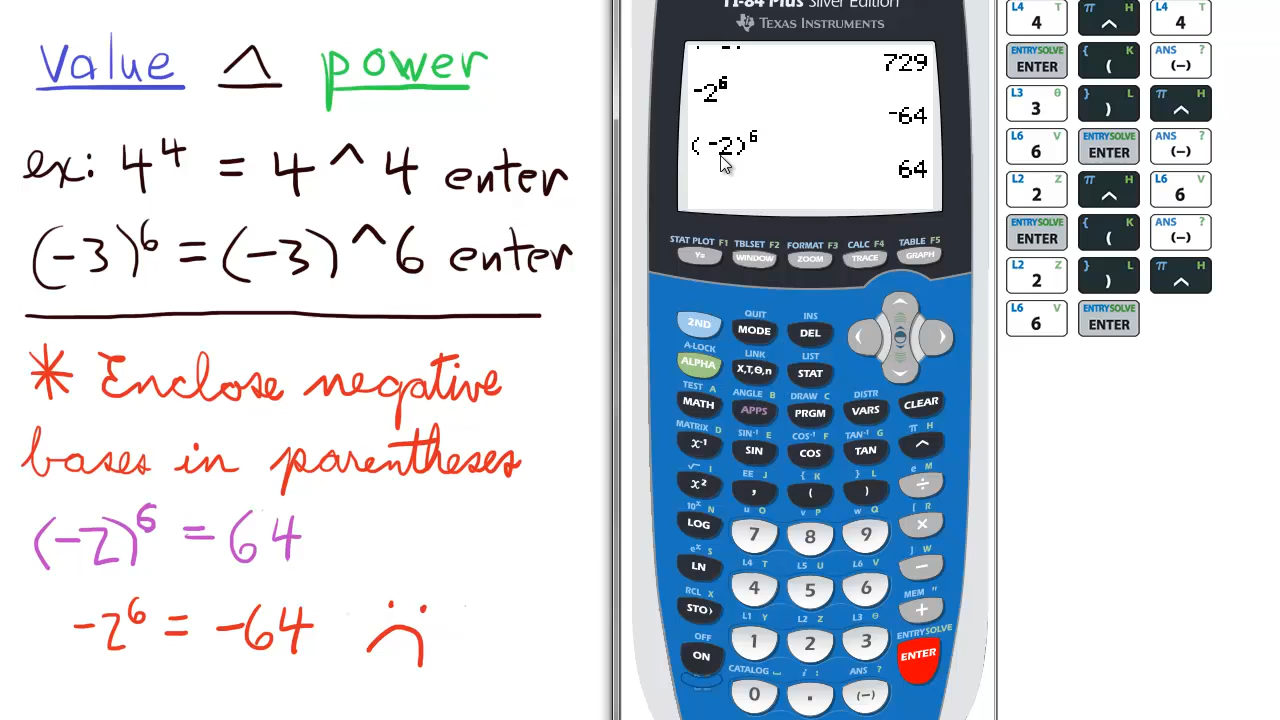 value ^ power
ex: 4⁴ = 4 ^ 4 enter
(-3)⁶ = (-3) ^ 6 enter
* Enclose negative
bases in parentheses
(-2)⁶ = 64
-2⁶ = -64
TI-84 Plus Silver Edition
TEXAS INSTRUMENTS
729
-2⁶
-64
(-2)⁶
64
STAT PLOT F1 TBLSET F2 FORMAT F3 CALC F4 TABLE F5
Y= WINDOW ZOOM TRACE GRAPH
QUIT INS
2ND MODE DEL
A-LOCK LINK LIST
ALPHA X,T,Θ,n STAT
TEST A ANGLE B DRAW C DISTR
MATH APPS PRGM VARS CLEAR
MATRIX D SIN⁻¹ E COS⁻¹ F TAN⁻¹ G π H
x⁻¹ SIN COS TAN ^
√ I EE J { K } L e M
x² , ( ) ÷
10ˣ N u O v P w Q [ R
LOG 7 8 9 ×
eˣ S L4 T L5 U L6 V ] W
LN 4 5 6 −
RCL X L1 Y L2 Z L3 θ MEM "
STO› 1 2 3 +
OFF CATALOG i : ANS ? ENTRY SOLVE
ON 0 . (−) ENTER
L4 T π H L4 T
4 ^ 4
ENTRY SOLVE { K ANS ?
ENTER ( (−)
L3 θ } L π H
3 ) ^
L6 V ENTRY SOLVE ANS ?
6 ENTER (−)
L2 Z π H L6 V
2 ^ 6
ENTRY SOLVE { K ANS ?
ENTER ( (−)
L2 Z } L π H
2 ) ^
L6 V ENTRY SOLVE
6 ENTER